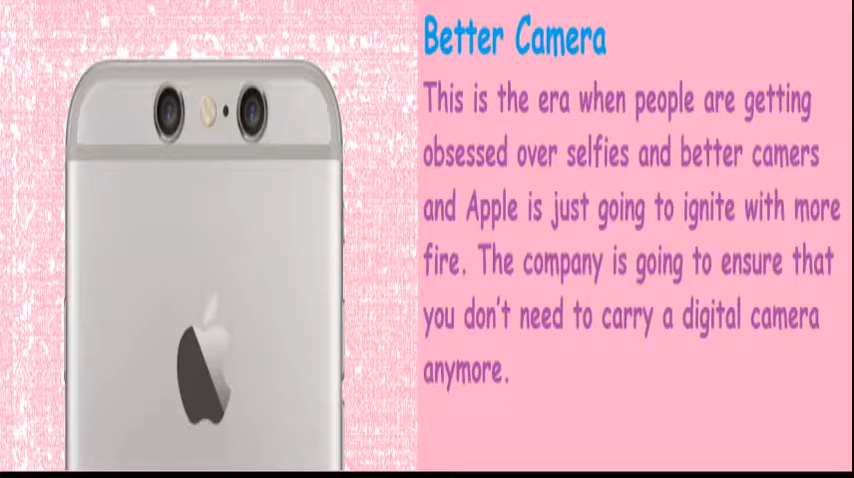 Better Camera
This is the era when people are getting
obsessed over selfies and better camers
and Apple is just going to ignite with more
fire. The company is going to ensure that
you don't need to carry a digital camera
anymore.